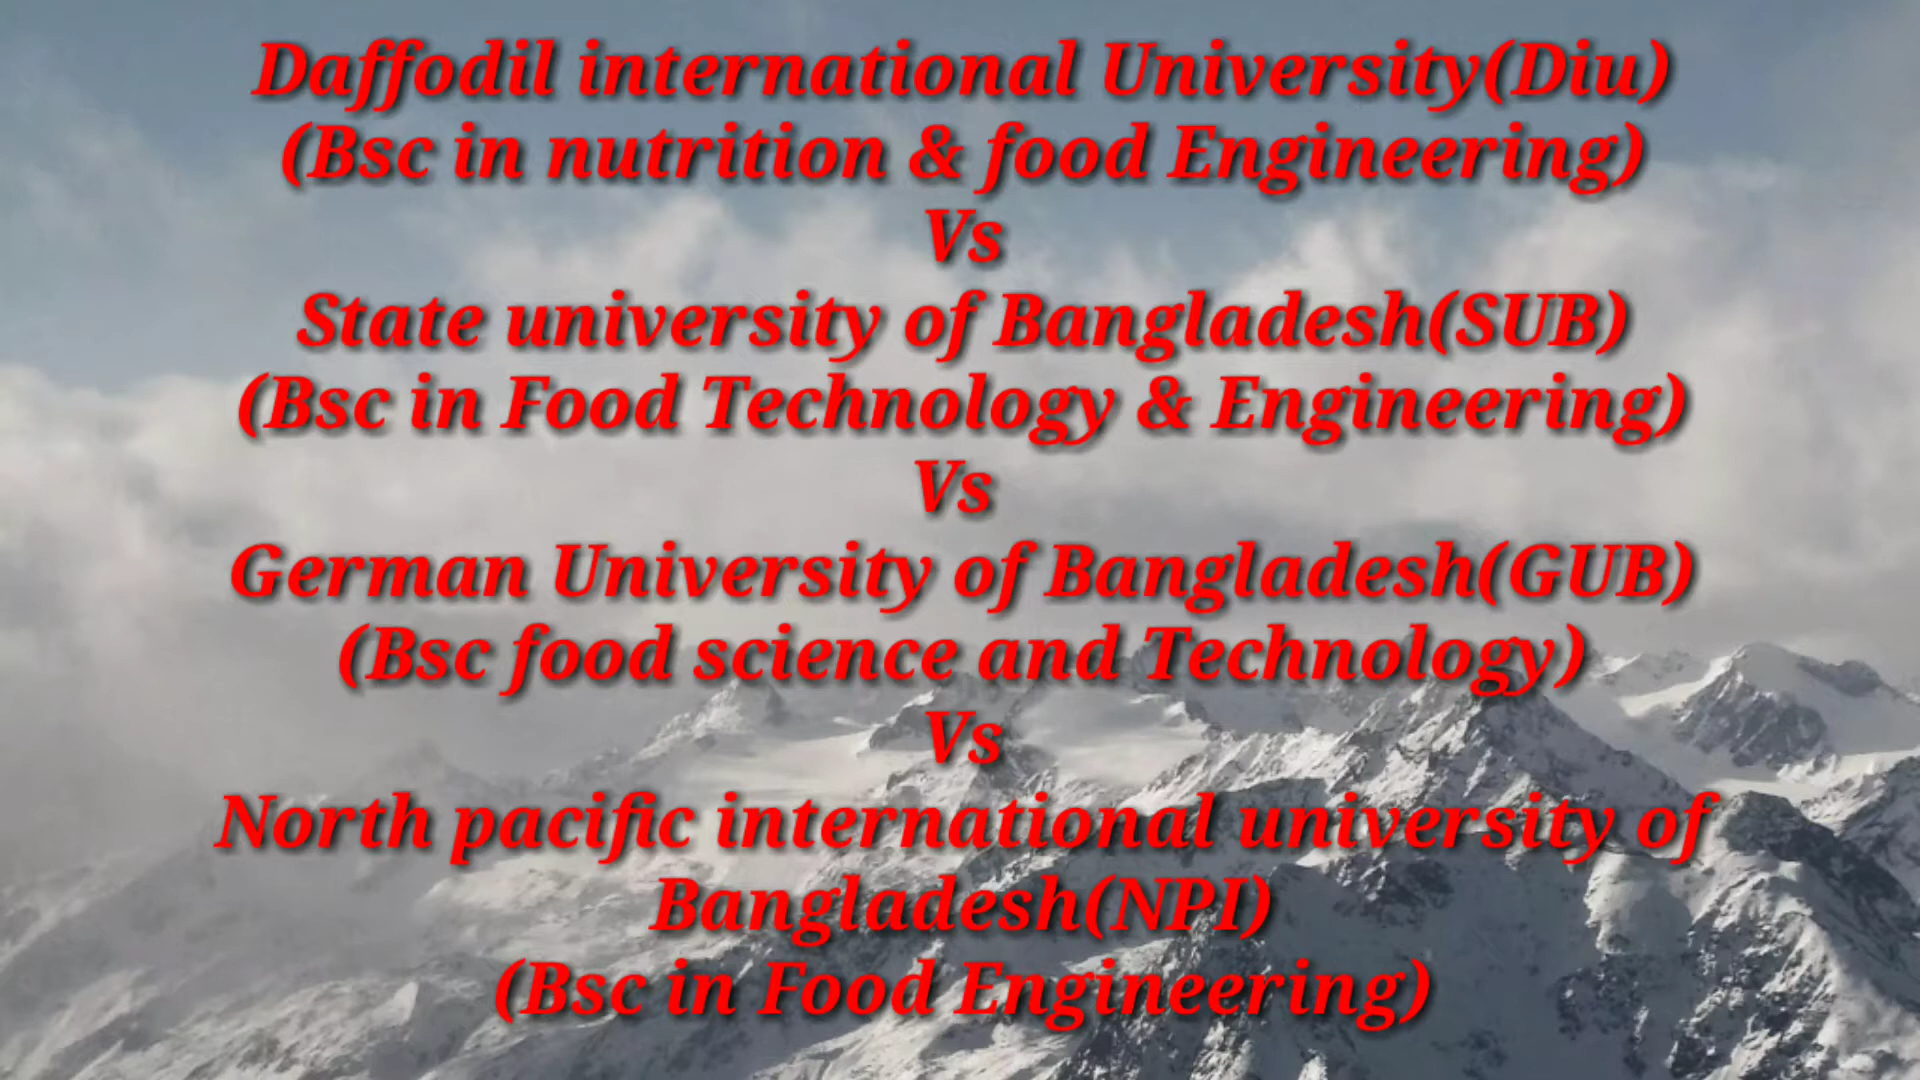 Daffodil international University(Diu)
(Bsc in nutrition & food Engineering)
Vs
State university of Bangladesh(SUB)
(Bsc in Food Technology & Engineering)
Vs
German University of Bangladesh(GUB)
(Bsc food science and Technology)
Vs
North pacific international university of
Bangladesh(NPI)
(Bsc in Food Engineering)